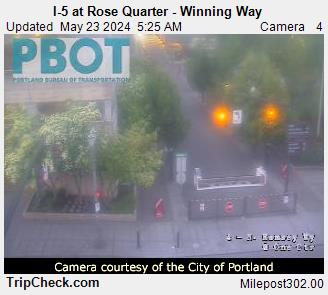 I-5 at Rose Quarter - Winning Way
Updated May 23 2024 5:25 AM Camera 4
PBOT
PORTLAND BUREAU OF TRANSPORTATION
Camera courtesy of the City of Portland
TripCheck.com Milepost302.00